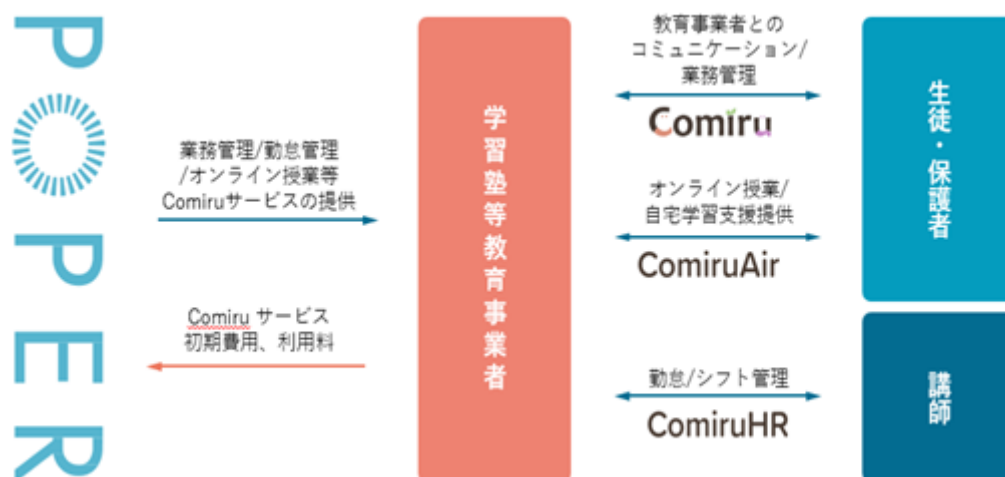 POPER
業務管理/勤怠管理
/オンライン授業等
Comiruサービスの提供
Comiru サービス
初期費用、利用料
学習塾等教育事業者
教育事業者との
コミュニケーション/
業務管理
Comiru
オンライン授業/
自宅学習支援提供
ComiruAir
勤怠/シフト管理
ComiruHR
生徒・保護者
講師